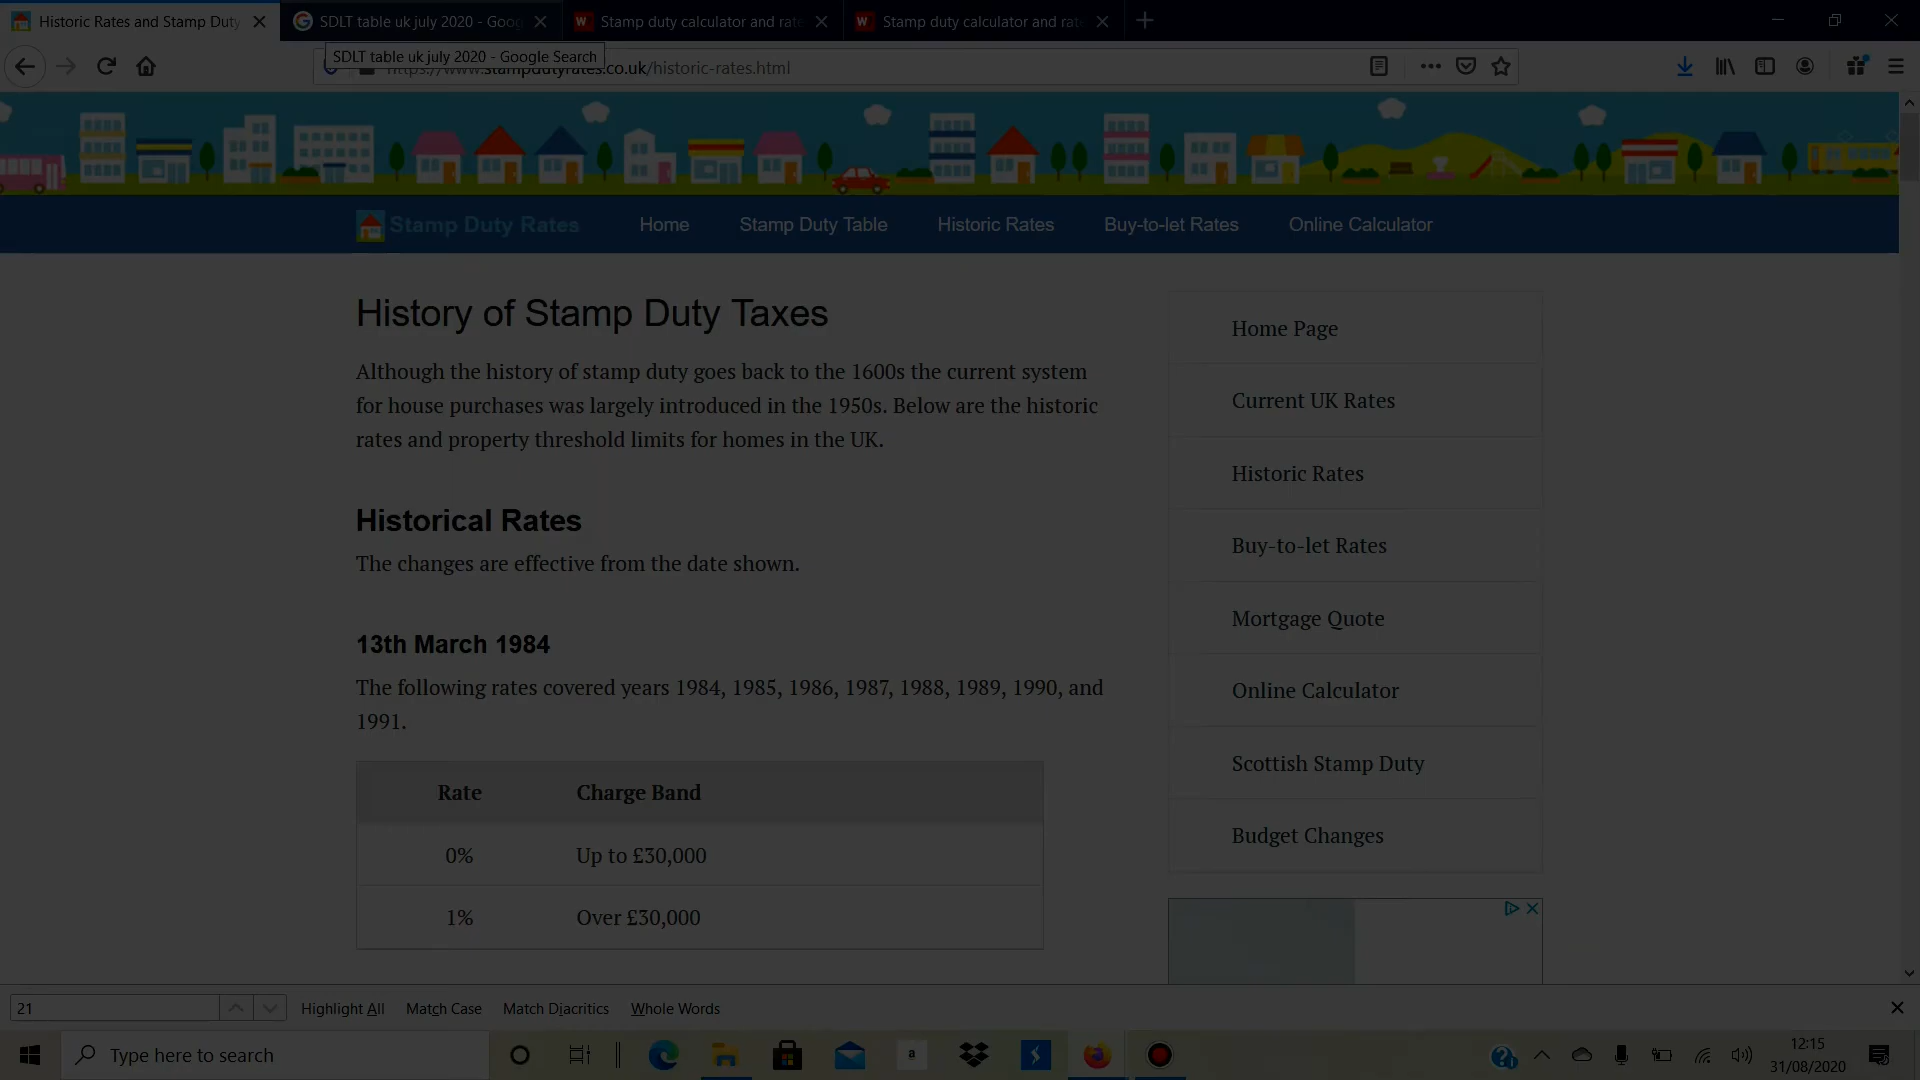 Historic Rates and Stamp Duty
SDLT table uk july 2020 - Goog
Stamp duty calculator and rate
Stamp duty calculator and rate
SDLT table uk july 2020 - Google Search
https://www.stampdutyrates.co.uk/historic-rates.html
Stamp Duty Rates
Home
Stamp Duty Table
Historic Rates
Buy-to-let Rates
Online Calculator
History of Stamp Duty Taxes
Although the history of stamp duty goes back to the 1600s the current system
for house purchases was largely introduced in the 1950s. Below are the historic
rates and property threshold limits for homes in the UK.
Historical Rates
The changes are effective from the date shown.
13th March 1984
The following rates covered years 1984, 1985, 1986, 1987, 1988, 1989, 1990, and
1991.
Rate Charge Band
0% Up to £30,000
1% Over £30,000
Home Page
Current UK Rates
Historic Rates
Buy-to-let Rates
Mortgage Quote
Online Calculator
Scottish Stamp Duty
Budget Changes
21
Highlight All
Match Case
Match Diacritics
Whole Words
Type here to search
12:15
31/08/2020